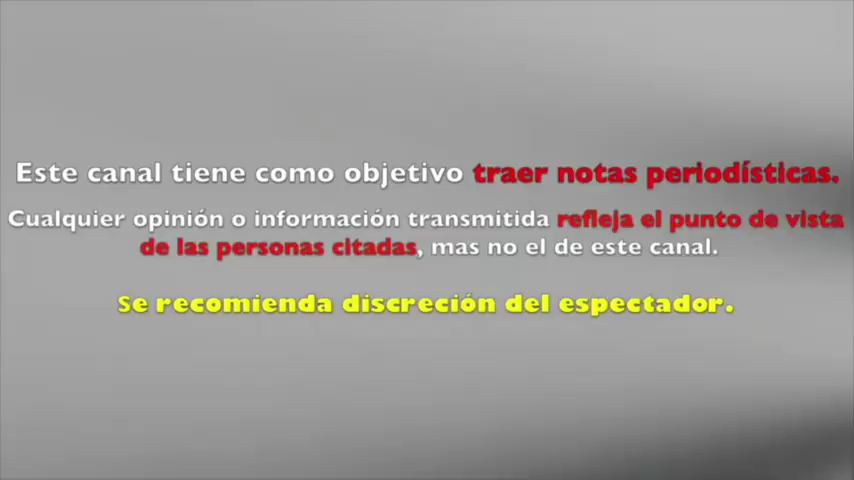 Este canal tiene como objetivo traer notas periodísticas.
Cualquier opinión o información transmitida refleja el punto de vista
de las personas citadas, mas no el de este canal.
Se recomienda discreción del espectador.